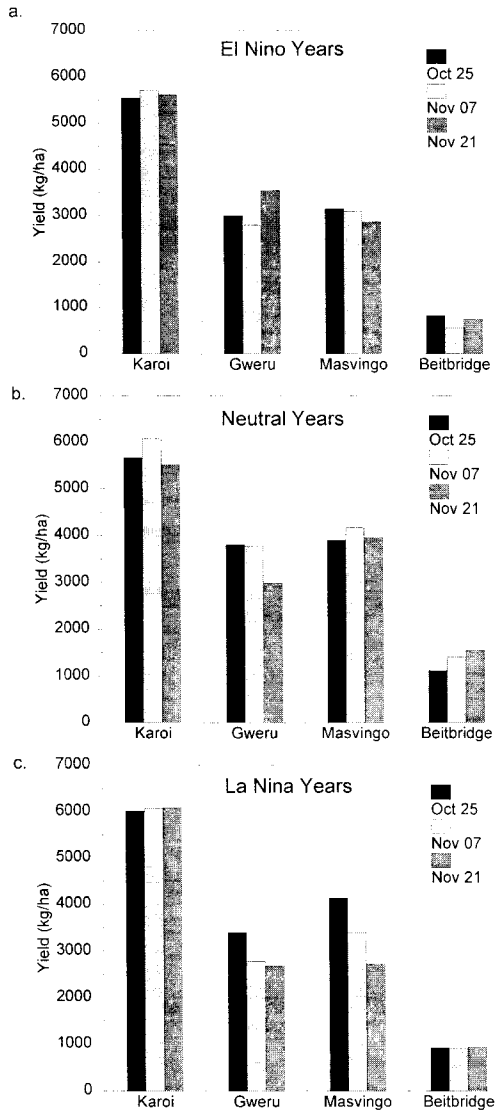 a.
El Nino Years
Yield (kg/ha)
7000
6000
5000
4000
3000
2000
1000
0
Oct 25
Nov 07
Nov 21
Karoi Gweru Masvingo Beitbridge
b.
Neutral Years
Yield (kg/ha)
7000
6000
5000
4000
3000
2000
1000
0
Oct 25
Nov 07
Nov 21
Karoi Gweru Masvingo Beitbridge
c.
La Nina Years
Yield (kg/ha)
7000
6000
5000
4000
3000
2000
1000
0
Oct 25
Nov 07
Nov 21
Karoi Gweru Masvingo Beitbridge